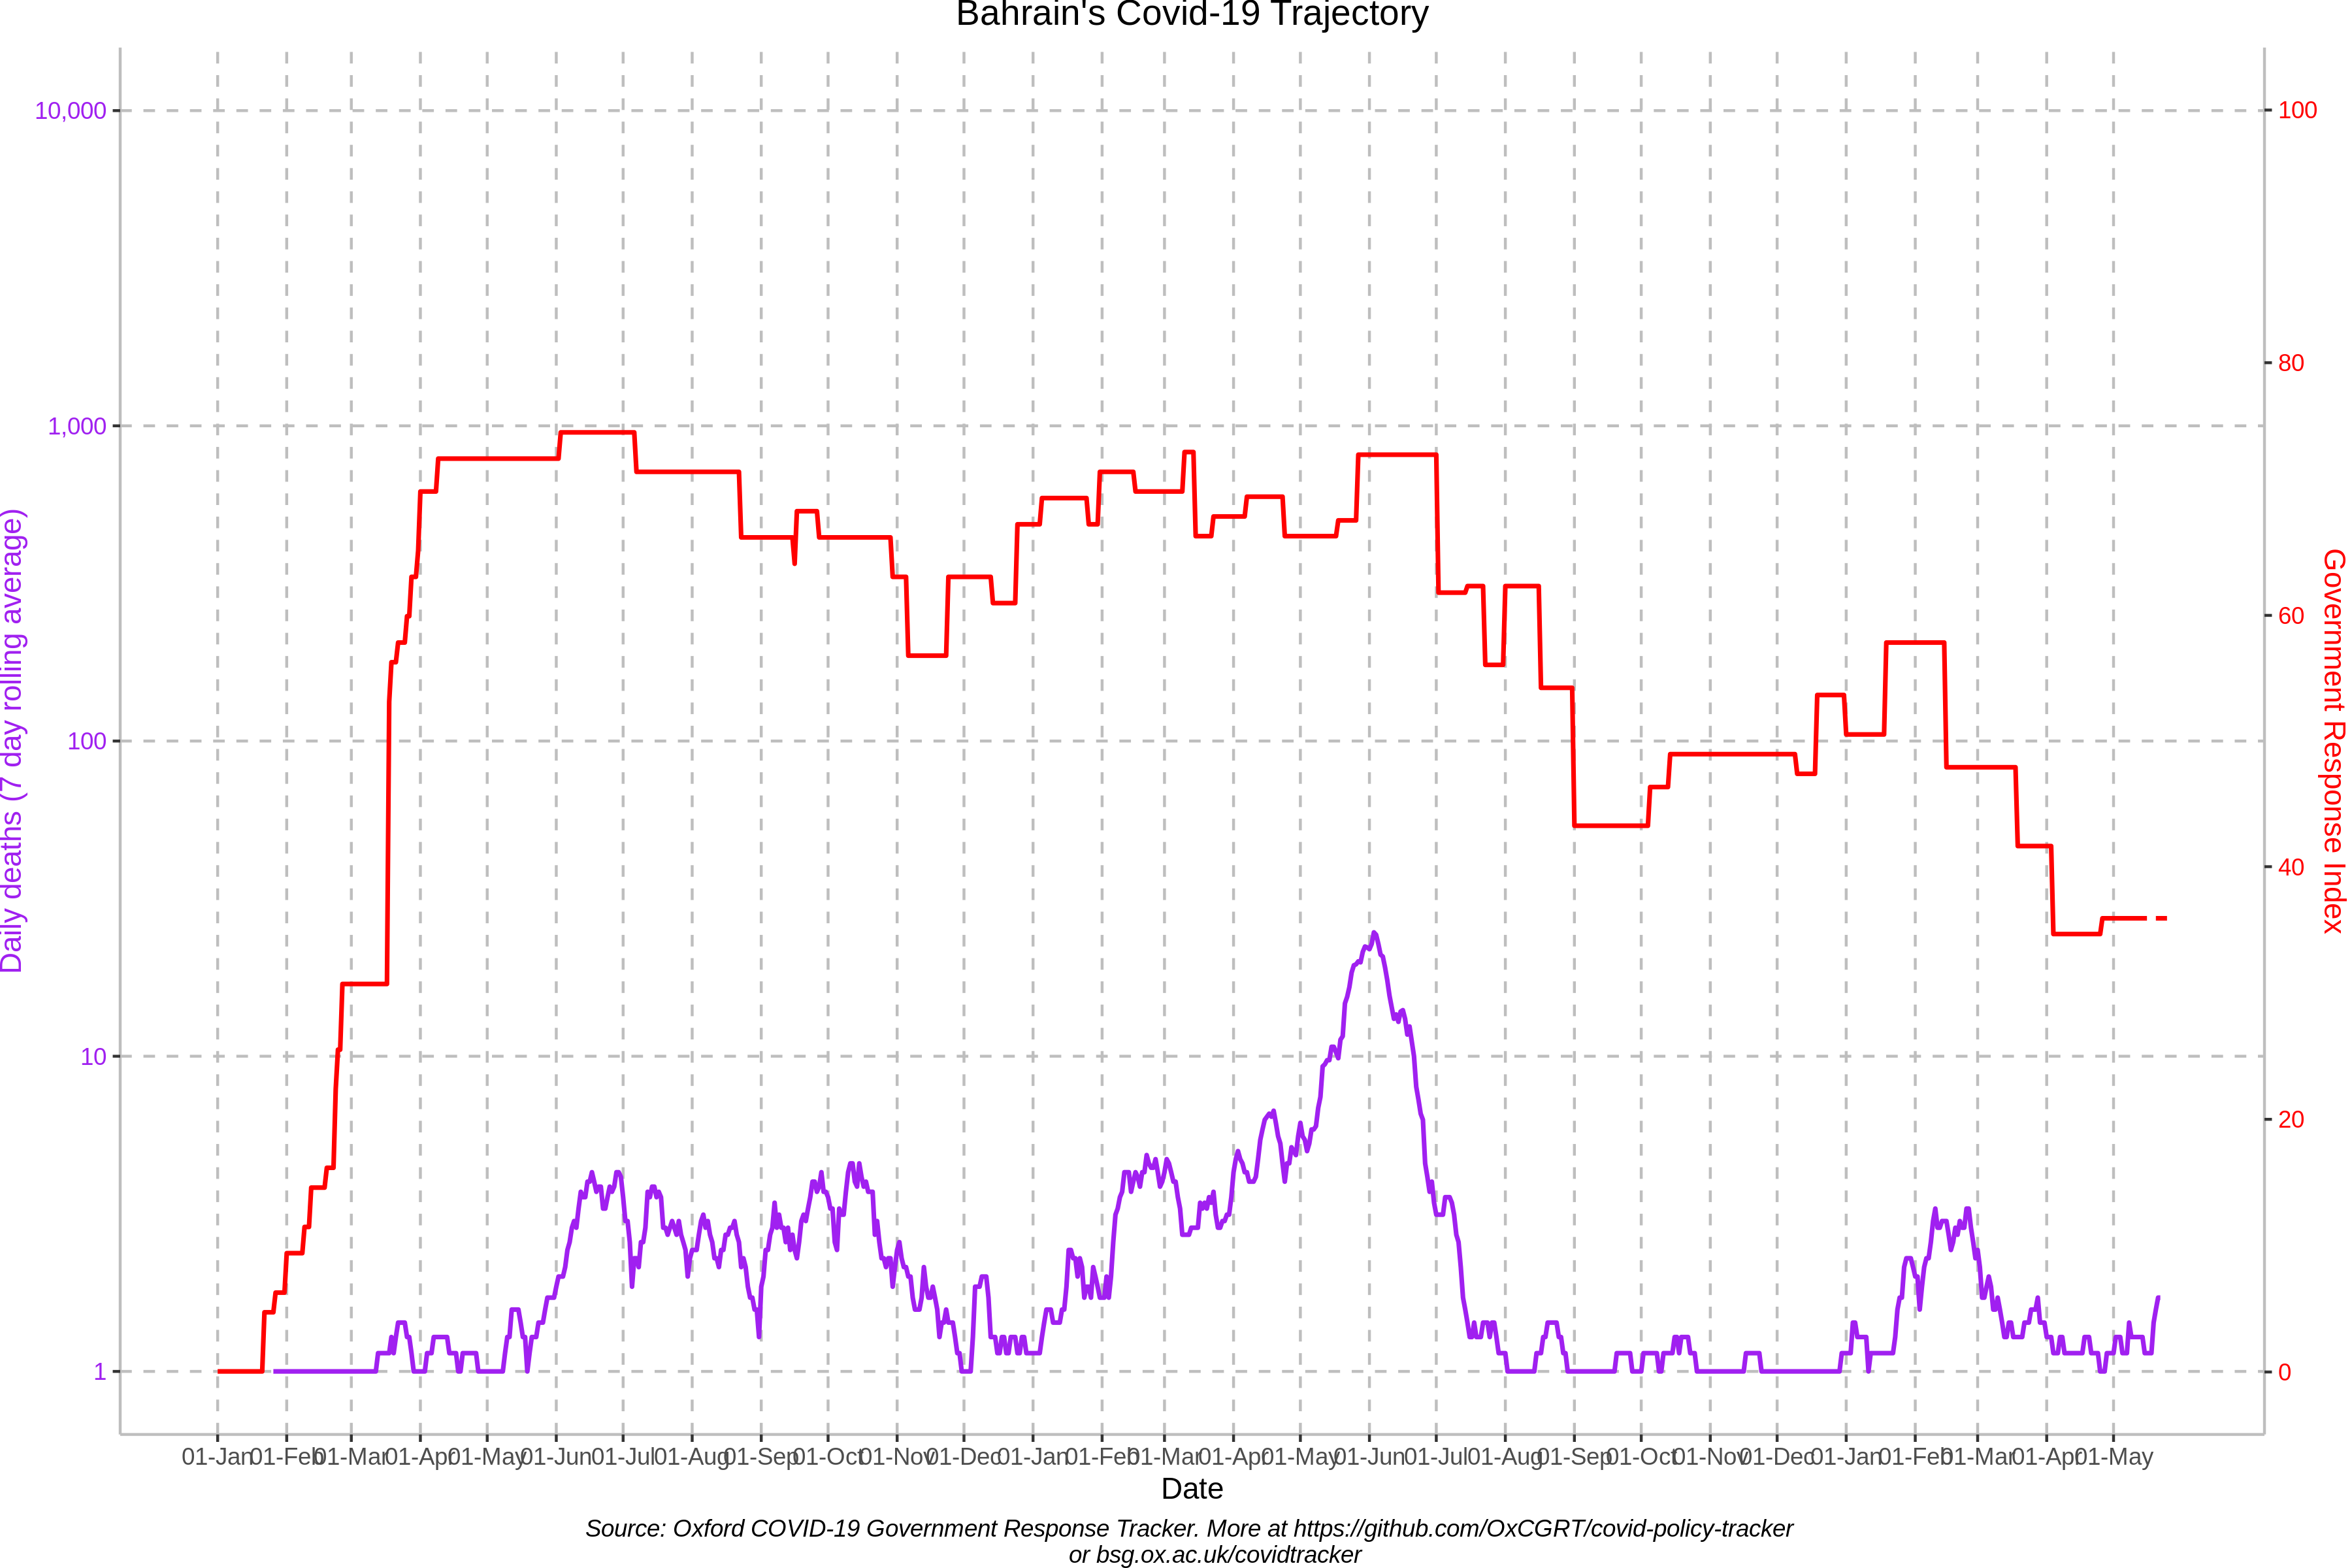 Bahrain's Covid-19 Trajectory
10,000
1,000
100
10
1
Daily deaths (7 day rolling average)
100
80
60
40
20
0
Government Response Index
01-Jan 01-Feb 01-Mar 01-Apr 01-May 01-Jun 01-Jul 01-Aug 01-Sep 01-Oct 01-Nov 01-Dec 01-Jan 01-Feb 01-Mar 01-Apr 01-May 01-Jun 01-Jul 01-Aug 01-Sep 01-Oct 01-Nov 01-Dec 01-Jan 01-Feb 01-Mar 01-Apr 01-May
Date
Source: Oxford COVID-19 Government Response Tracker. More at https://github.com/OxCGRT/covid-policy-tracker
or bsg.ox.ac.uk/covidtracker